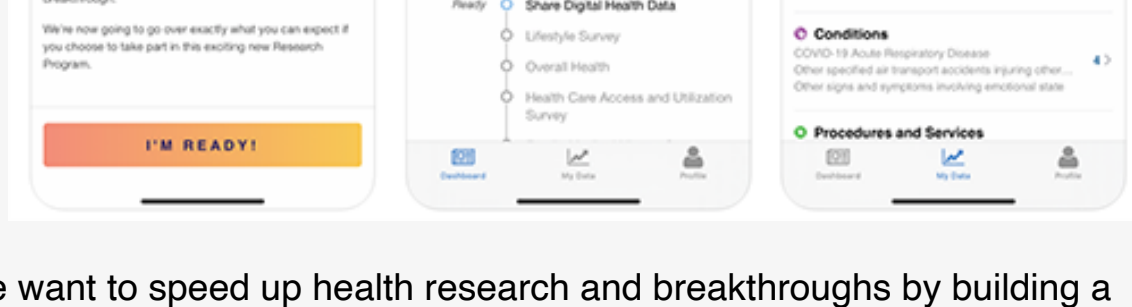 We're now going to go over exactly what you can expect if
you choose to take part in this exciting new Research
Program.
I'M READY!
Ready
Share Digital Health Data
Lifestyle Survey
Overall Health
Health Care Access and Utilization
Survey
Dashboard
My Data
Profile
Conditions
COVID-19 Acute Respiratory Disease
Other specified air transport accidents injuring other...
Other signs and symptoms involving emotional state
4
Procedures and Services
Dashboard
My Data
Profile
want to speed up health research and breakthroughs by building a